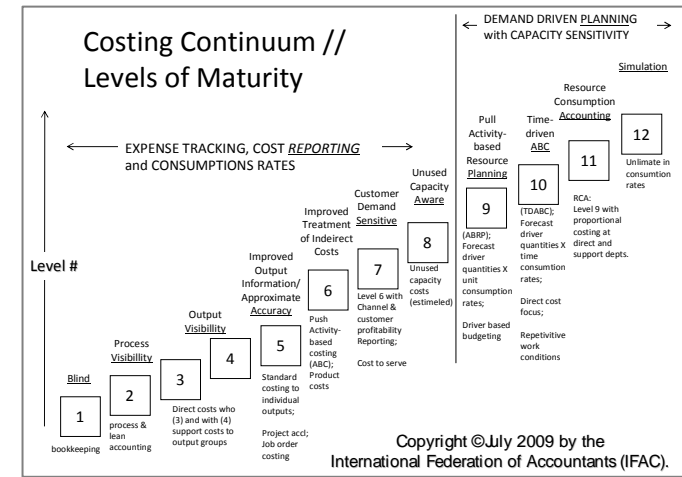 Costing Continuum //
Levels of Maturity
DEMAND DRIVEN PLANNING
with CAPACITY SENSITIVITY
EXPENSE TRACKING, COST REPORTING
and CONSUMPTIONS RATES
Level #
Blind
1
bookkeeping
Process
Visibillity
2
process &
lean
accounting
3
Output
Visibillity
4
Direct costs who
(3) and with (4)
support costs to
output groups
Improved
Output
Information/
Approximate
Accuracy
5
Standard
costing to
individual
outputs;
Project accl;
Job order
costing
Improved
Treatment
of Indeirect
Costs
6
Push
Activity-
based
costing
(ABC);
Product
costs
Customer
Demand
Sensitive
7
Level 6 with
Channel &
customer
profitability
Reporting;
Cost to serve
Unused
Capacity
Aware
8
Unused
capacity
costs
(estimeled)
Pull
Activity-
based
Resource
Planning
9
(ABRP);
Forecast
driver
quantities X
unit
consumption
rates;
Driver based
budgeting
Time-
driven
ABC
10
(TDABC);
Forecast
driver
quantities X
time
consumtion
rates;
Direct cost
focus;
Repetivitive
work
conditions
Resource
Consumption
Accounting
11
RCA:
Level 9 with
proportional
costing at
direct and
support depts.
Simulation
12
Unlimate in
consumtion
rates
Copyright ©July 2009 by the
International Federation of Accountants (IFAC).